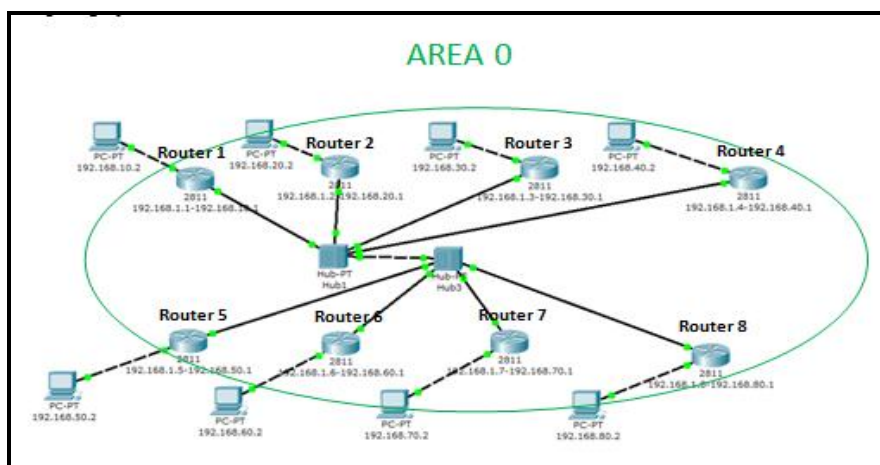 AREA 0
PC-PT
192.168.10.2
Router 1
2811
192.168.1.1-192.168.10.1
PC-PT
192.168.20.2
Router 2
2811
192.168.1.2-192.168.20.1
PC-PT
192.168.30.2
Router 3
2811
192.168.1.3-192.168.30.1
PC-PT
192.168.40.2
Router 4
2811
192.168.1.4-192.168.40.1
Hub-PT
Hub1
Hub-PT
Hub3
Router 5
2811
192.168.1.5-192.168.50.1
PC-PT
192.168.50.2
Router 6
2811
192.168.1.6-192.168.60.1
PC-PT
192.168.60.2
Router 7
2811
192.168.1.7-192.168.70.1
PC-PT
192.168.70.2
Router 8
2811
192.168.1.8-192.168.80.1
PC-PT
192.168.80.2